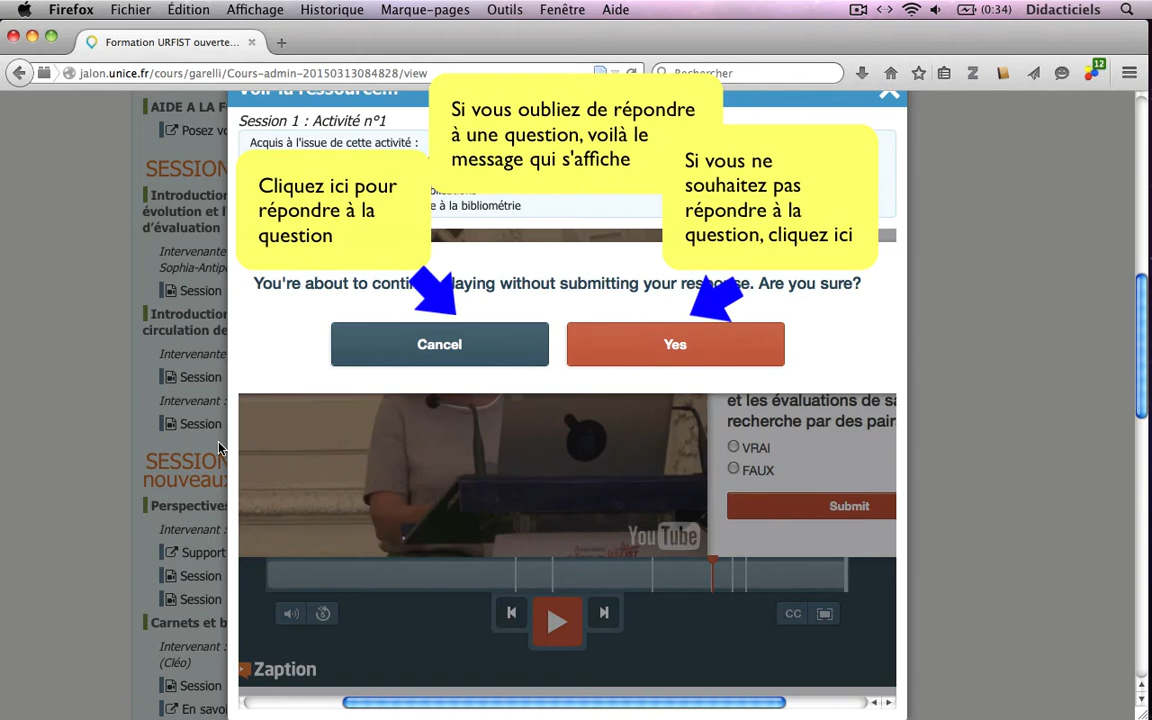 Firefox Fichier Édition Affichage Historique Marque-pages Outils Fenêtre Aide (0:34) Didacticiels
Formation URFIST ouverte...
jalon.unice.fr/cours/garelli/Cours-admin-20150313084828/view
Rechercher
12
Session 1 : Activité n°1
Acquis à l'issue de cette activité :
e à la bibliométrie
Si vous oubliez de répondre
à une question, voilà le
message qui s'affiche
Cliquez ici pour
répondre à la
question
Si vous ne
souhaitez pas
répondre à la
question, cliquez ici
You're about to conti laying without submitting your res se. Are you sure?
Cancel
Yes
et les évaluations de sa
recherche par des pair
VRAI
FAUX
Submit
YouTube
CC
Zaption
AIDE A LA F
Posez vo
SESSION
Introduction
évolution et l
d'évaluation
Intervenante
Sophia-Antip
Session
Introduction
circulation de
Intervenante
Session
Intervenant :
Session
SESSION
nouveaux
Perspectives
Intervenant :
Support
Session
Session
Carnets et b
Intervenant :
(Cléo)
Session
En savoi